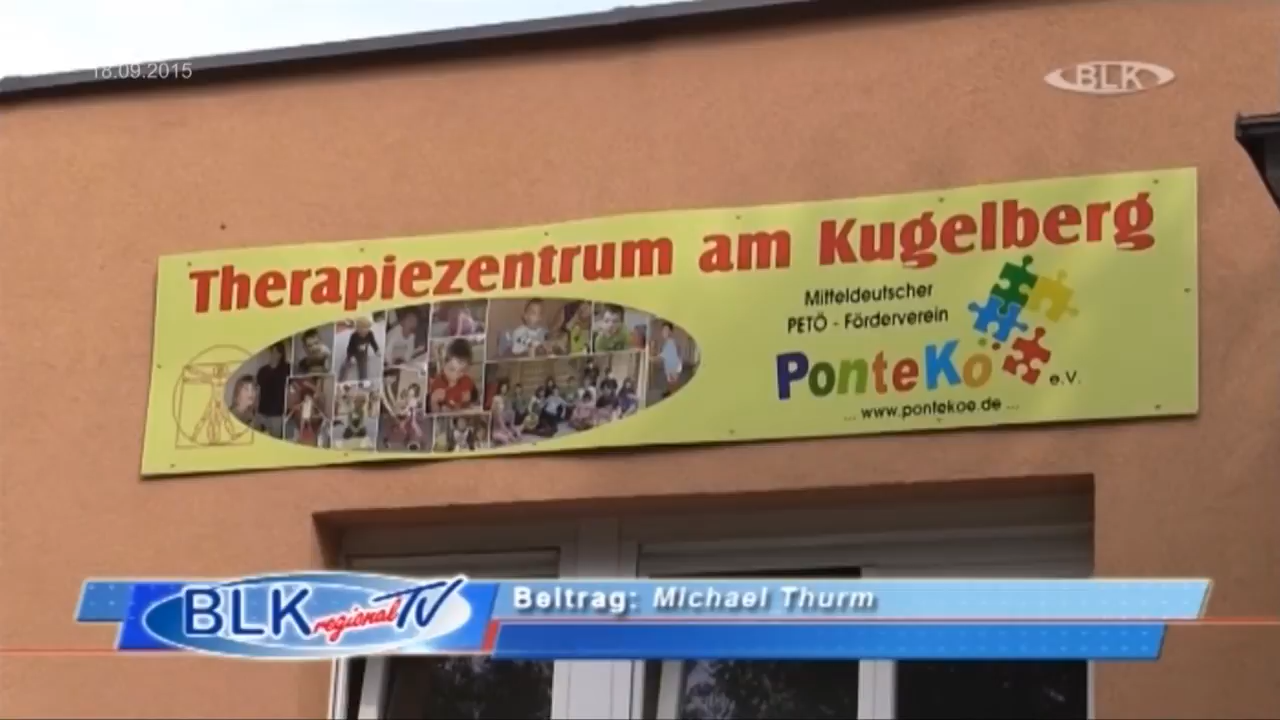 18.09.2015
BLK
Therapiezentrum am Kugelberg
Mitteldeutscher
PETÖ - Förderverein
PonteKö e.V.
... www.pontekoe.de ...
BLK regional TV
Beitrag: Michael Thurm